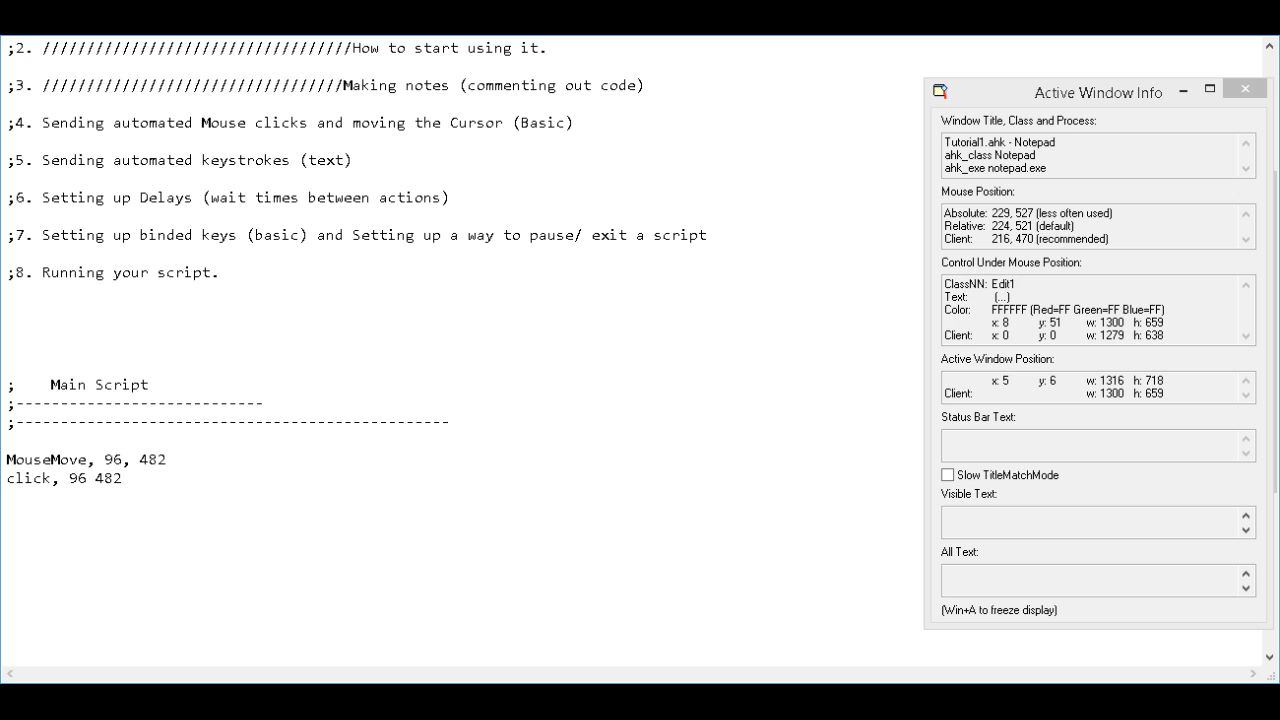 ;2. ///////////////////////////////////How to start using it.
;3. //////////////////////////////////Making notes (commenting out code)
;4. Sending automated Mouse clicks and moving the Cursor (Basic)
;5. Sending automated keystrokes (text)
;6. Setting up Delays (wait times between actions)
;7. Setting up binded keys (basic) and Setting up a way to pause/ exit a script
;8. Running your script.
;    Main Script
;----------------------------
;-------------------------------------------------
MouseMove, 96, 482
click, 96 482
Active Window Info
Window Title, Class and Process:
Tutorial1.ahk - Notepad
ahk_class Notepad
ahk_exe notepad.exe
Mouse Position:
Absolute: 229, 527 (less often used)
Relative: 224, 521 (default)
Client: 216, 470 (recommended)
Control Under Mouse Position:
ClassNN: Edit1
Text: (...)
Color: FFFFFF (Red=FF Green=FF Blue=FF)
x: 8 y: 51 w: 1300 h: 659
Client: x: 0 y: 0 w: 1279 h: 638
Active Window Position:
x: 5 y: 6 w: 1316 h: 718
Client: w: 1300 h: 659
Status Bar Text:
Slow TitleMatchMode
Visible Text:
All Text:
(Win+A to freeze display)